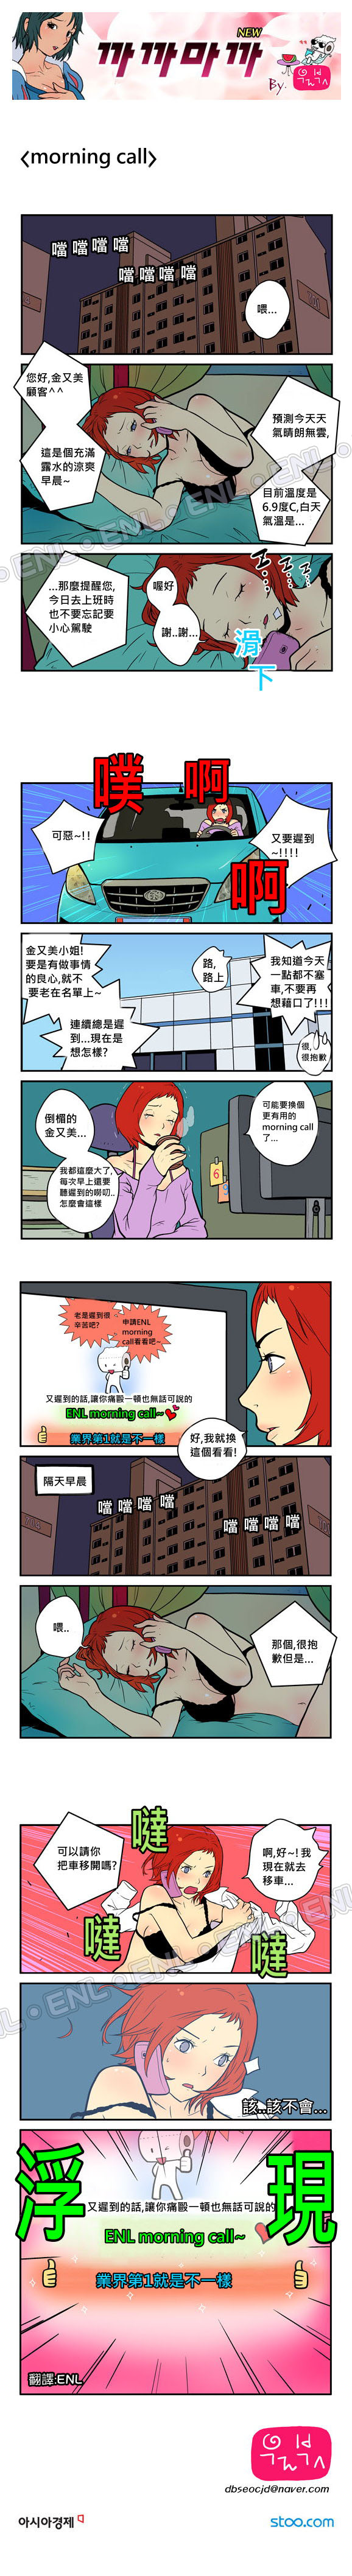 NEW
까까마까
By.
<morning call>
噹 噹 噹 噹
噹 噹 噹 噹
喂...
您好,金又美
顧客^^
這是個充滿
露水的涼爽
早晨~
預測今天天
氣晴朗無雲,
目前溫度是
6.9度C,白天
氣溫是...
ENL
...那麼提醒您,
今日去上班時
也不要忘記要
小心駕駛
喔好
謝..謝...
Z...
Z...
Z...
滑
下
噗 啊
可惡~!!
又要遲到
~!!!!
啊
金又美小姐!
要是有做事情
的良心,就不
要老在名單上~
連續總是遲
到...現在是
想怎樣?
路,
路上
我知道今天
一點都不塞
車,不要再
想藉口了!!!
很,
很抱歉
倒楣的
金又美...
我都這麼大了,
每次早上還要
聽遲到的嘮叨..
怎麼會這樣
可能要換個
更有用的
morning call
了...
6
老是遲到很
辛苦吧?
申請ENL
morning
call看看吧~
又遲到的話,讓你痛毆一頓也無話可說的
ENL morning call~
業界第1就是不一樣
好,我就換
這個看看!
隔天早晨
噹 噹 噹 噹
噹 噹 噹 噹
喂..
那個,很抱
歉但是...
可以請你
把車移開嗎?
噠
啊,好~! 我
現在就去
移車...
噠
噠
ENL
該..該不會...
浮 現
又遲到的話,讓你痛毆一頓也無話可說的
ENL morning call~
業界第1就是不一樣
翻譯:ENL
dbseocjd@naver.com
아시아경제
stoo.com